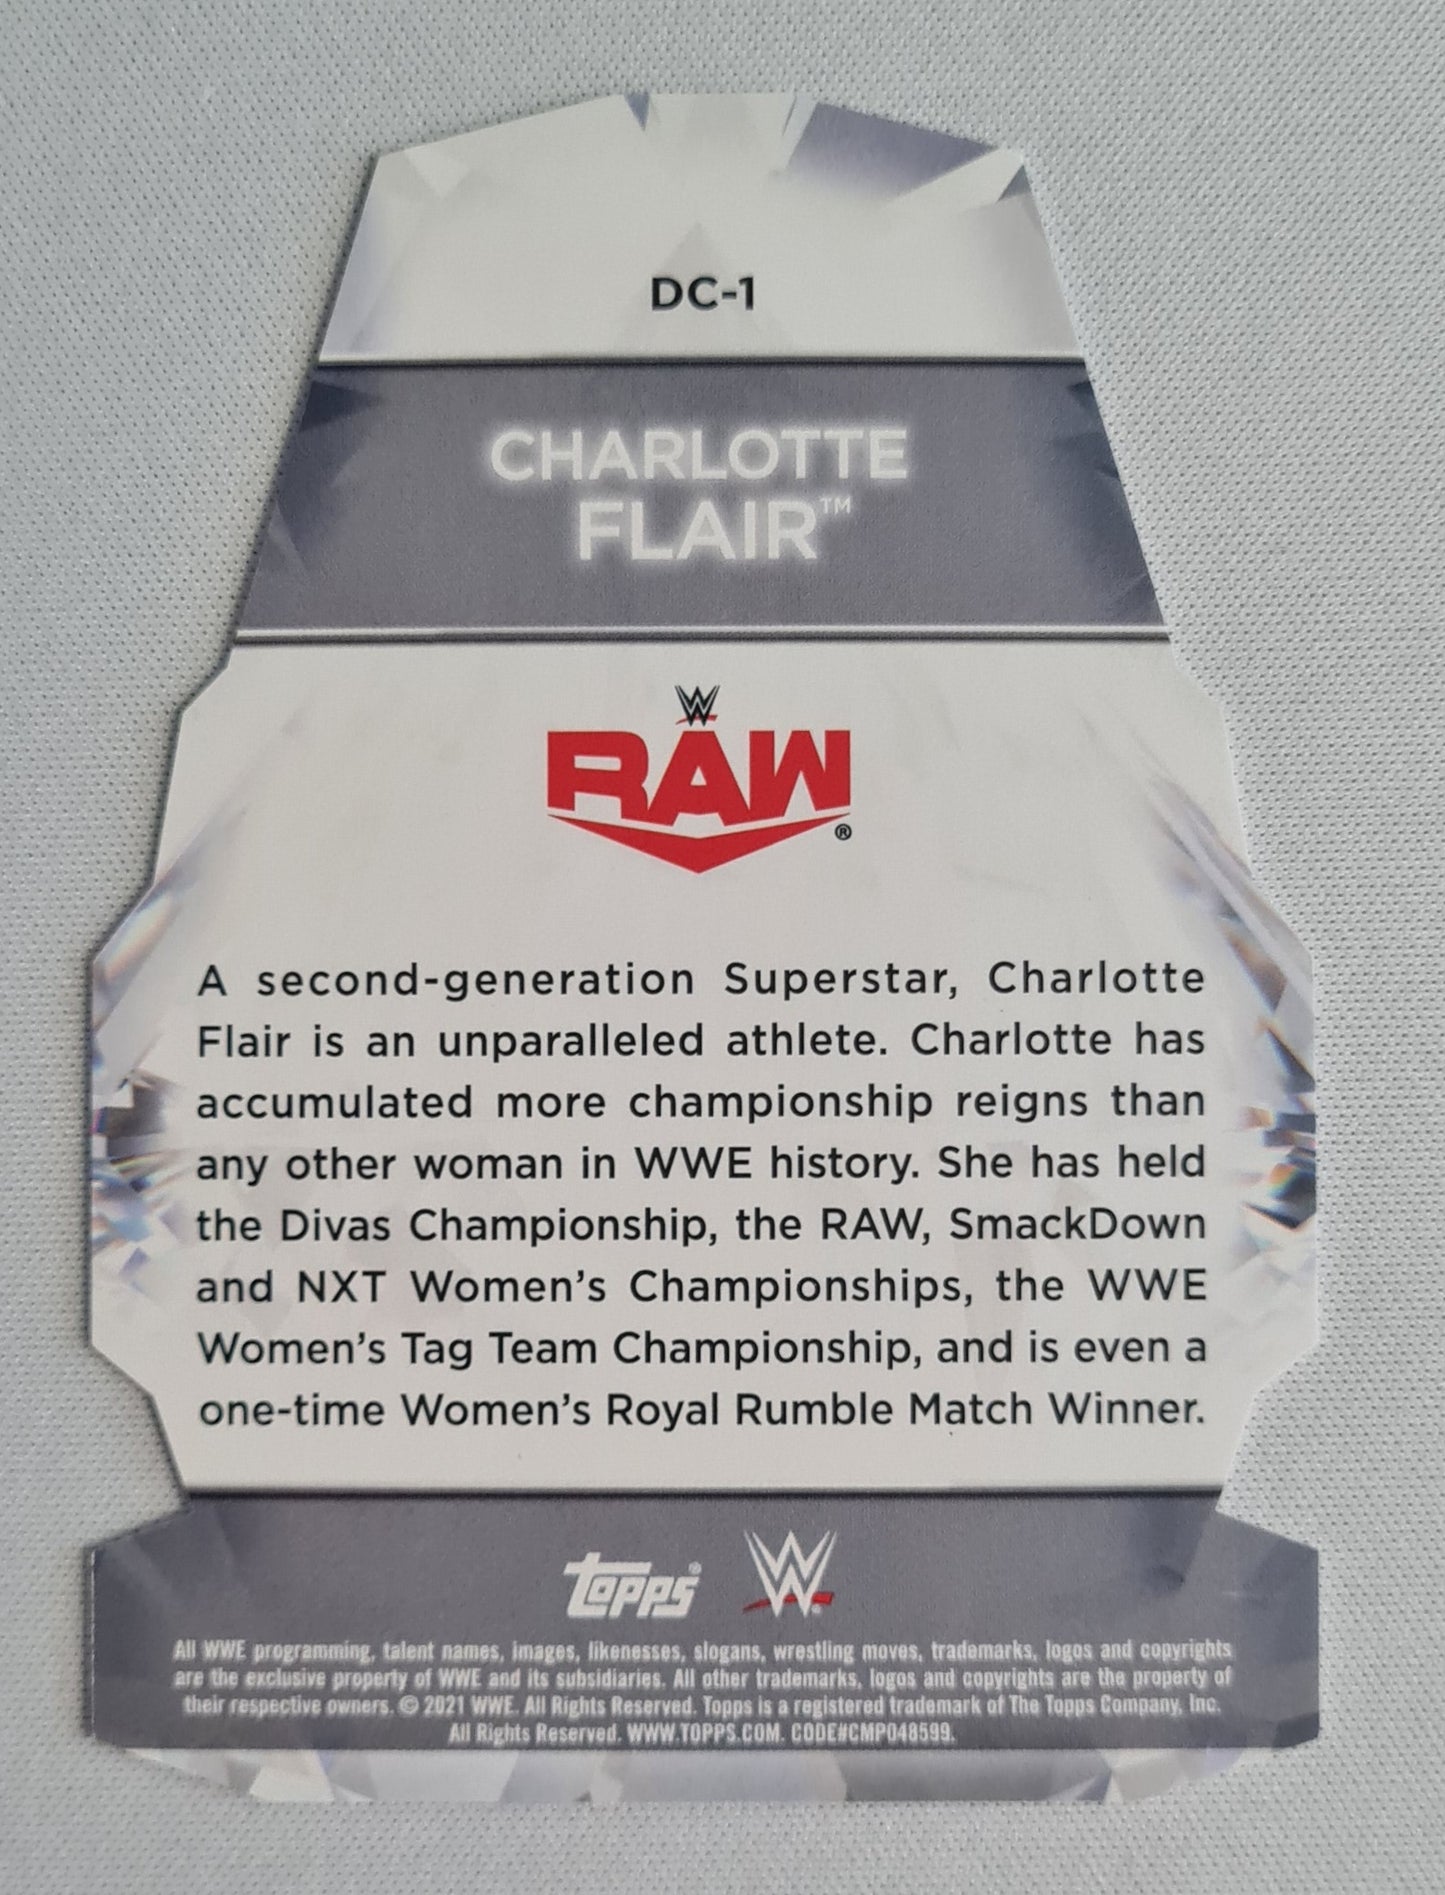 DC-1
CHARLOTTE
FLAIR™
W
RAW®
A second-generation Superstar, Charlotte
Flair is an unparalleled athlete. Charlotte has
accumulated more championship reigns than
any other woman in WWE history. She has held
the Divas Championship, the RAW, SmackDown
and NXT Women's Championships, the WWE
Women's Tag Team Championship, and is even a
one-time Women's Royal Rumble Match Winner.
Topps® W
All WWE programming, talent names, images, likenesses, slogans, wrestling moves, trademarks, logos and copyrights
are the exclusive property of WWE and its subsidiaries. All other trademarks, logos and copyrights are the property of
their respective owners. © 2021 WWE. All Rights Reserved. Topps is a registered trademark of The Topps Company, Inc.
All Rights Reserved. WWW.TOPPS.COM. CODE#CMP048599.